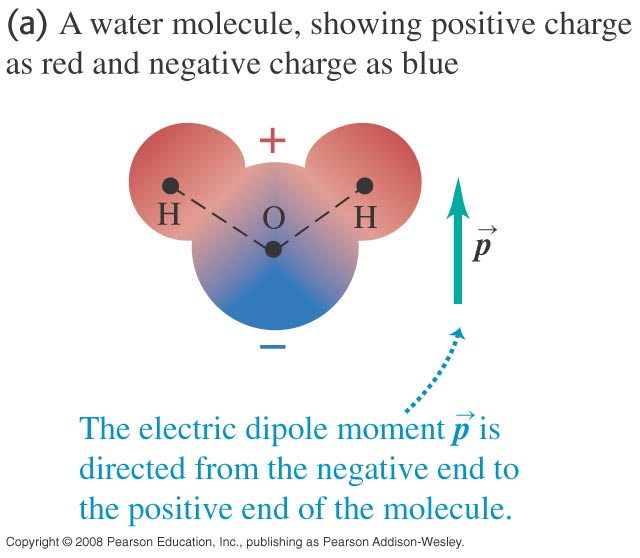 (a) A water molecule, showing positive charge
as red and negative charge as blue
+
H
O
H
p⃗
−
The electric dipole moment p⃗ is
directed from the negative end to
the positive end of the molecule.
Copyright © 2008 Pearson Education, Inc., publishing as Pearson Addison-Wesley.